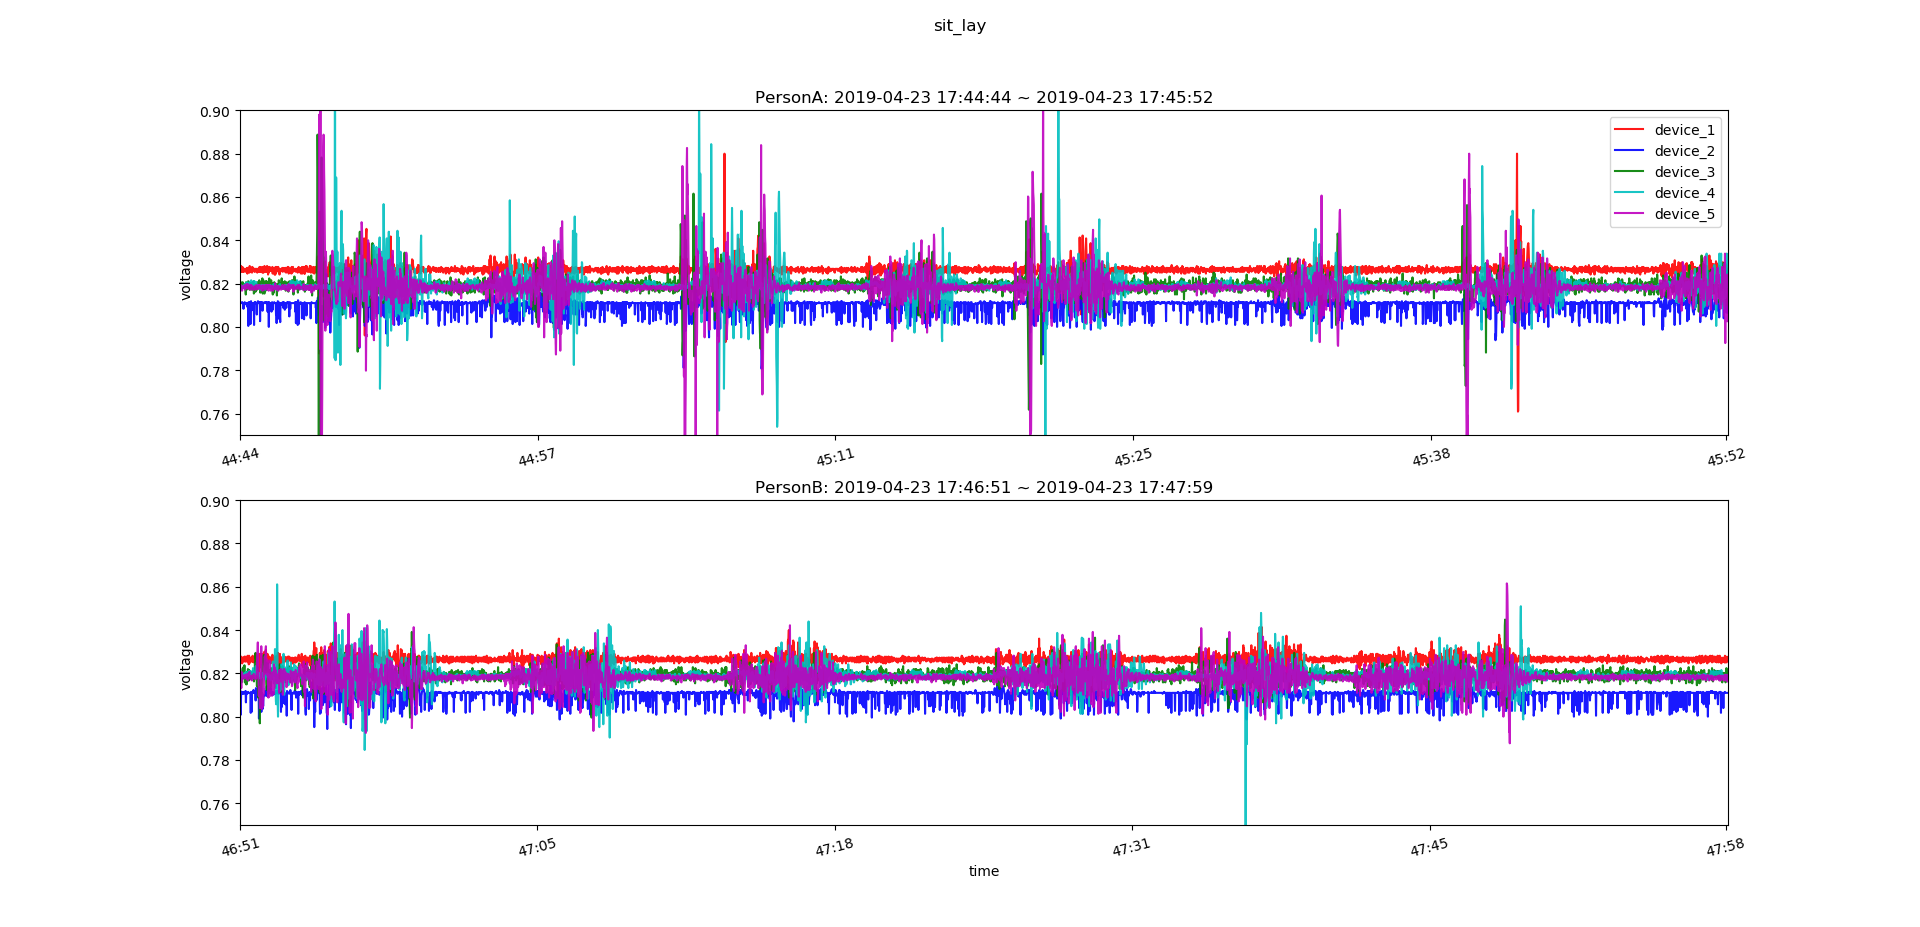 sit_lay
PersonA: 2019-04-23 17:44:44 ~ 2019-04-23 17:45:52
0.90
0.88
0.86
0.84
0.82
0.80
0.78
0.76
voltage
device_1
device_2
device_3
device_4
device_5
44:44 44:57 45:11 45:25 45:38 45:52
PersonB: 2019-04-23 17:46:51 ~ 2019-04-23 17:47:59
0.90
0.88
0.86
0.84
0.82
0.80
0.78
0.76
voltage
46:51 47:05 47:18 47:31 47:45 47:58
time